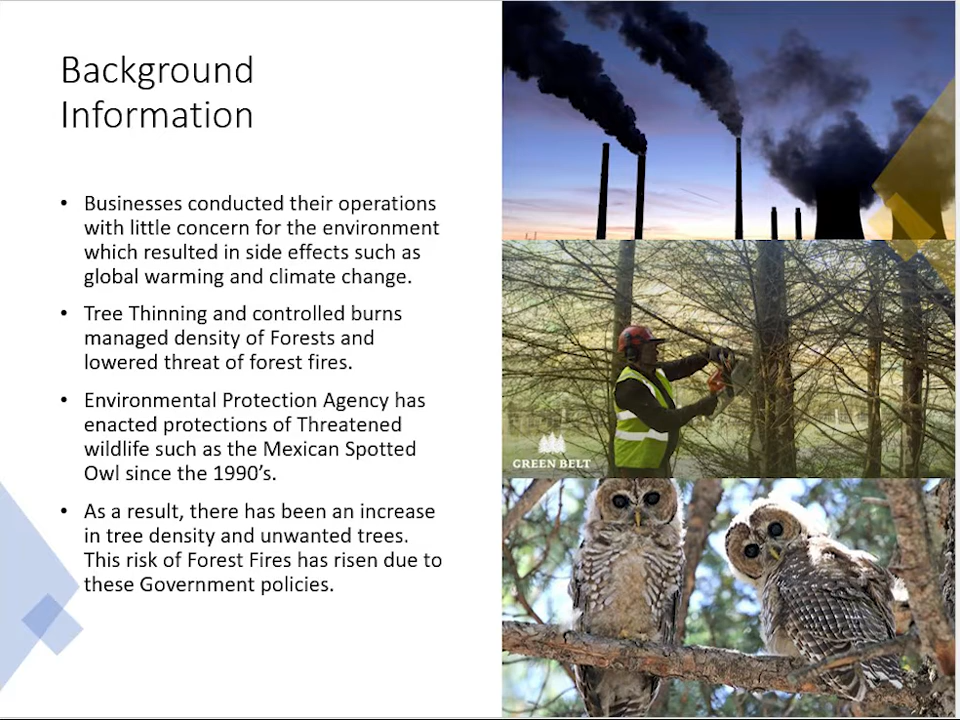 Background
Information
• Businesses conducted their operations
with little concern for the environment
which resulted in side effects such as
global warming and climate change.
• Tree Thinning and controlled burns
managed density of Forests and
lowered threat of forest fires.
• Environmental Protection Agency has
enacted protections of Threatened
wildlife such as the Mexican Spotted
Owl since the 1990’s.
• As a result, there has been an increase
in tree density and unwanted trees.
This risk of Forest Fires has risen due to
these Government policies.
GREEN BELT